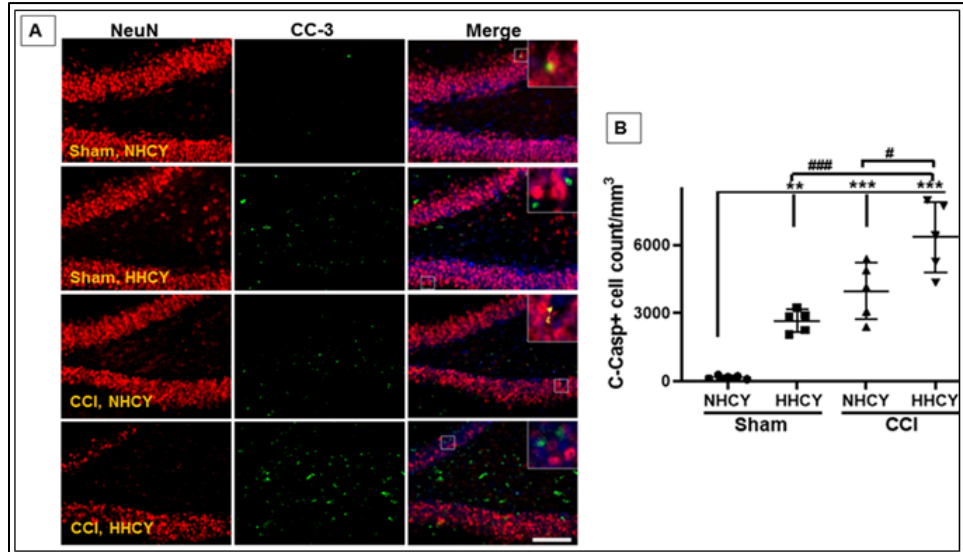 A
NeuN CC-3 Merge
Sham, NHCY
Sham, HHCY
CCI, NHCY
CCI, HHCY
B
#
###
** *** ***
C-Casp+ cell count/mm³
6000
3000
0
NHCY HHCY NHCY HHCY
Sham CCI